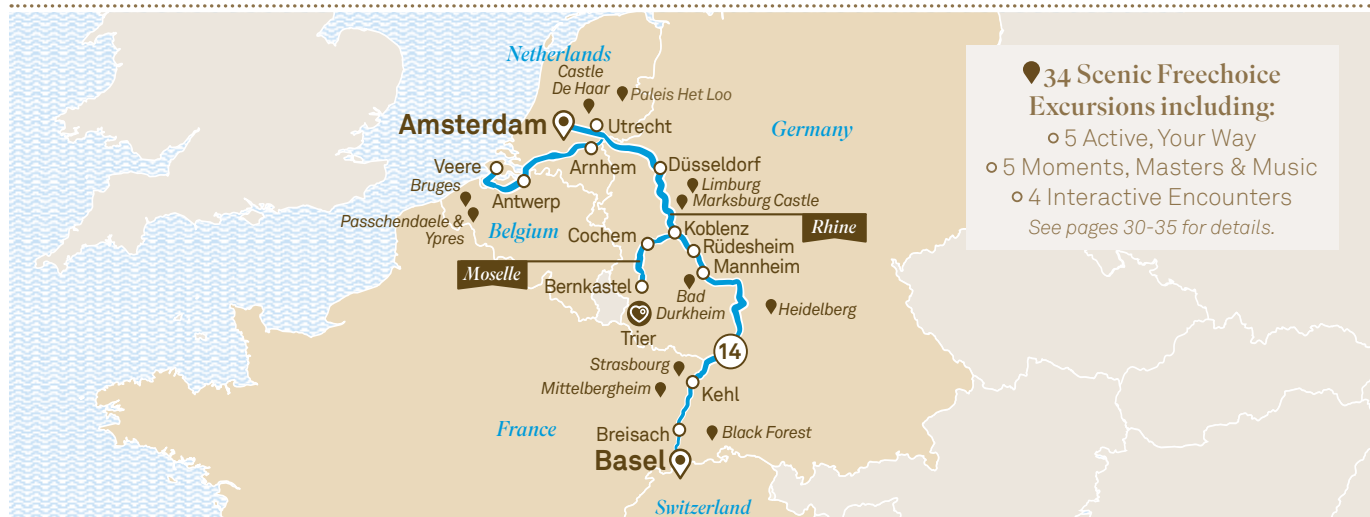 Netherlands
Castle
De Haar
Paleis Het Loo
Amsterdam
Utrecht
Germany
Veere
Arnhem
Düsseldorf
Bruges
Antwerp
Limburg
Marksburg Castle
Passchendaele &
Ypres
Belgium
Cochem
Koblenz
Rhine
Rüdesheim
Moselle
Mannheim
Bernkastel
Bad
Durkheim
Heidelberg
Trier
14
Strasbourg
Mittelbergheim
Kehl
France
Breisach
Black Forest
Basel
Switzerland
34 Scenic Freechoice
Excursions including:
5 Active, Your Way
5 Moments, Masters & Music
4 Interactive Encounters
See pages 30-35 for details.